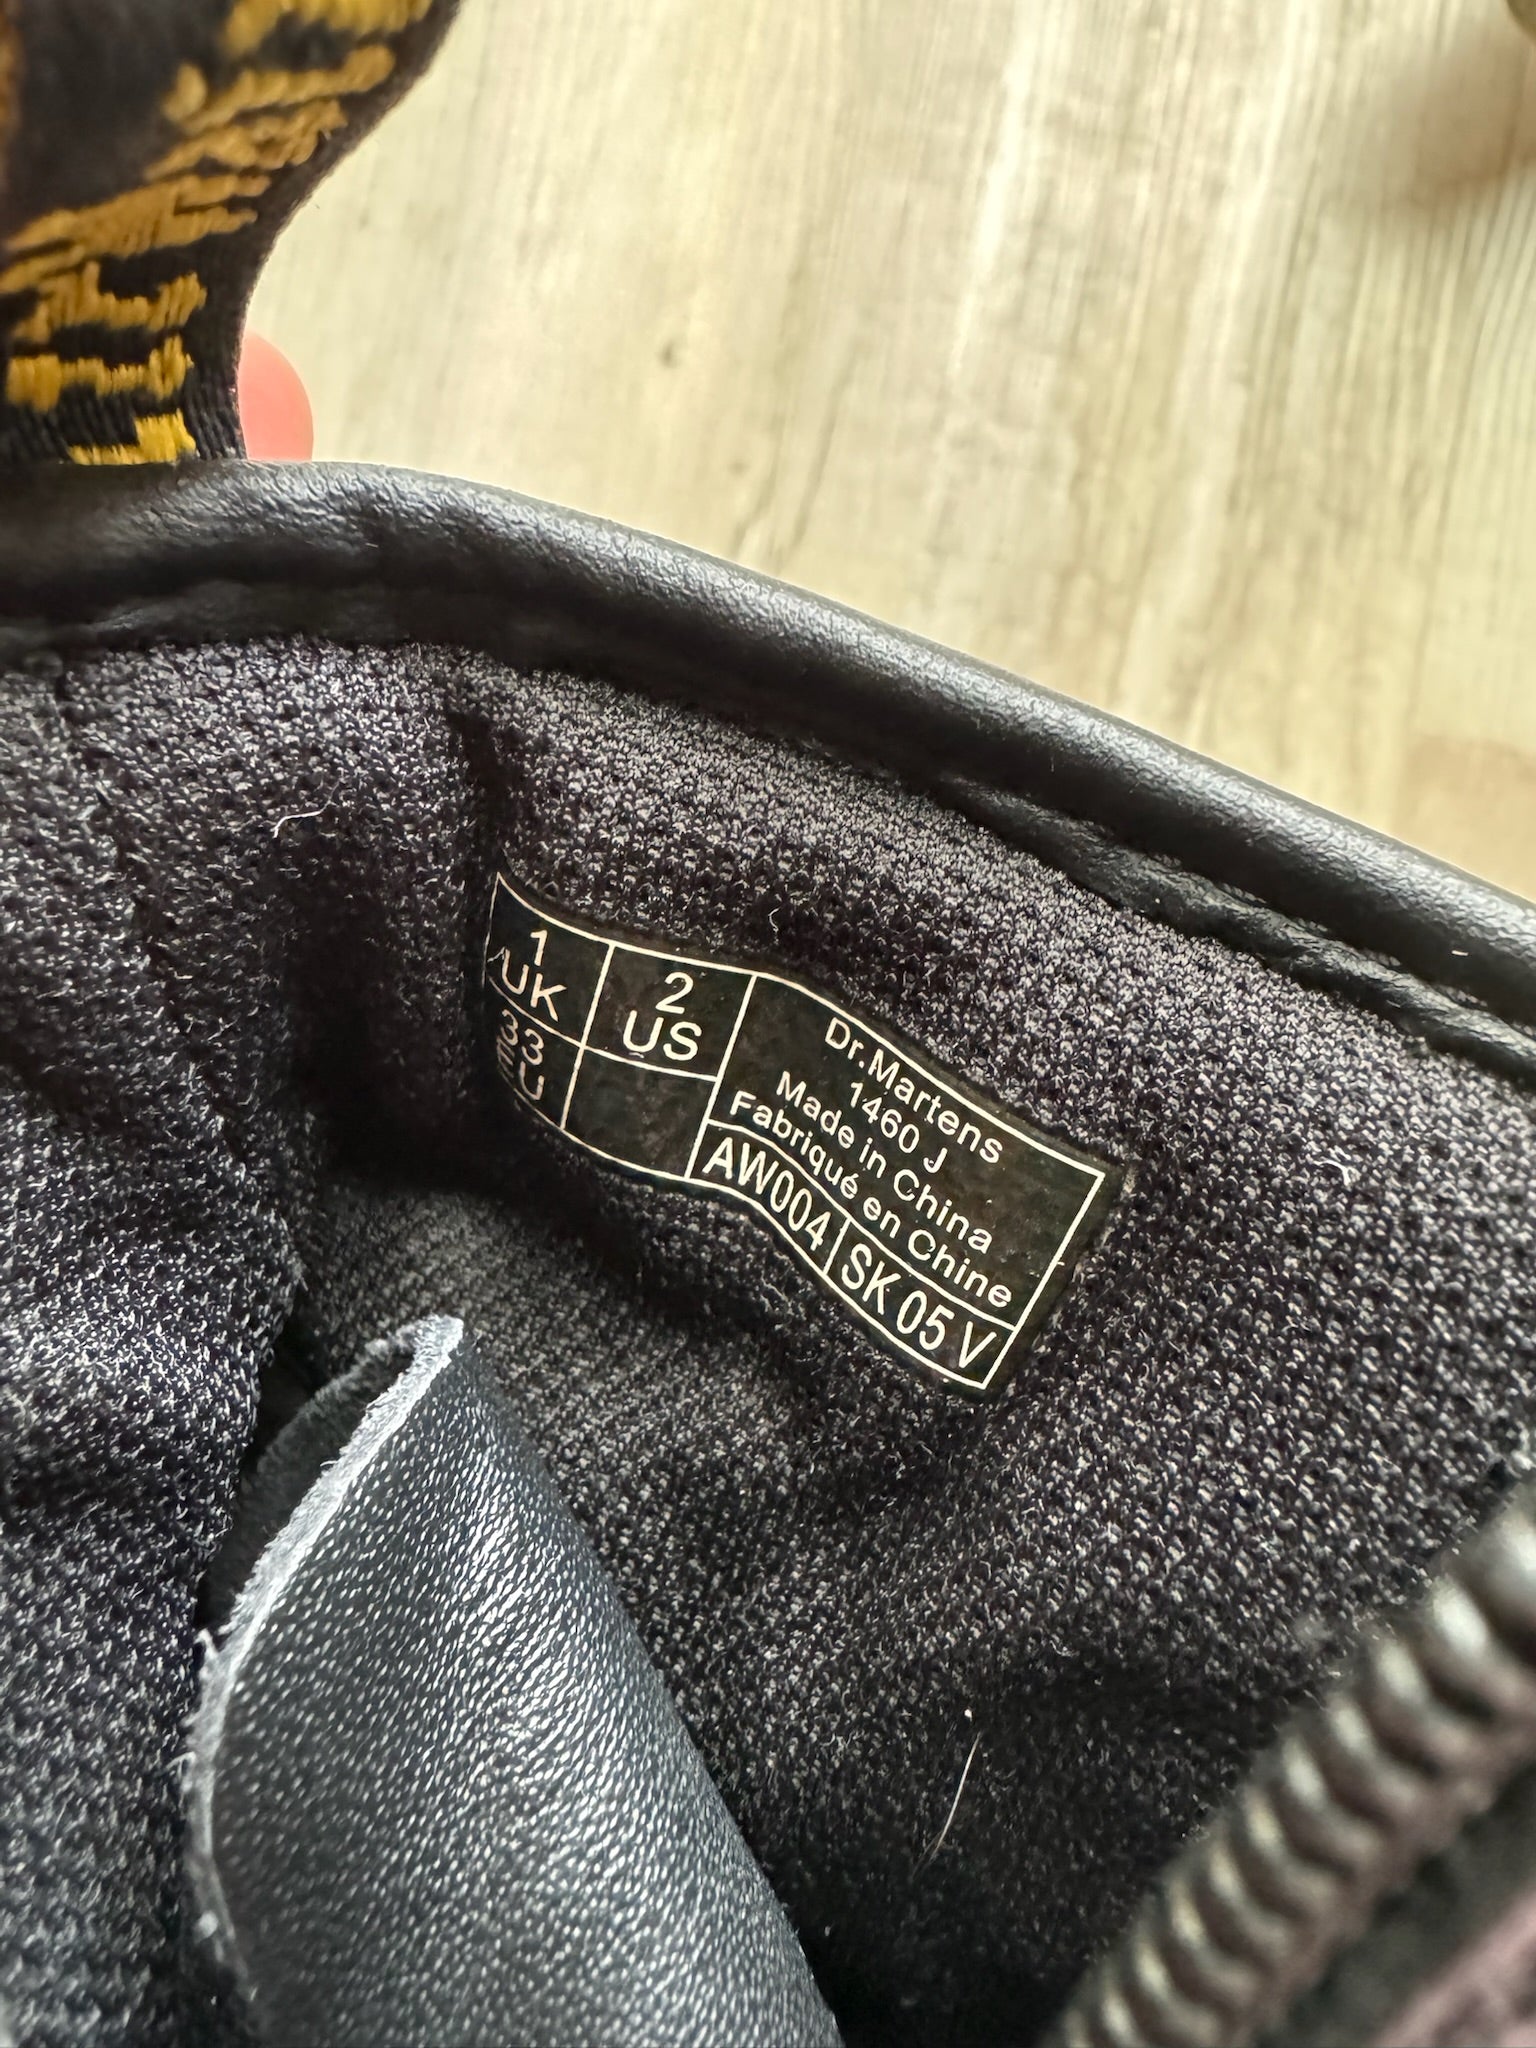 1
UK
2
US
33
EU
Dr.Martens
1460 J
Made in China
Fabriqué en Chine
AW004
SK 05 V